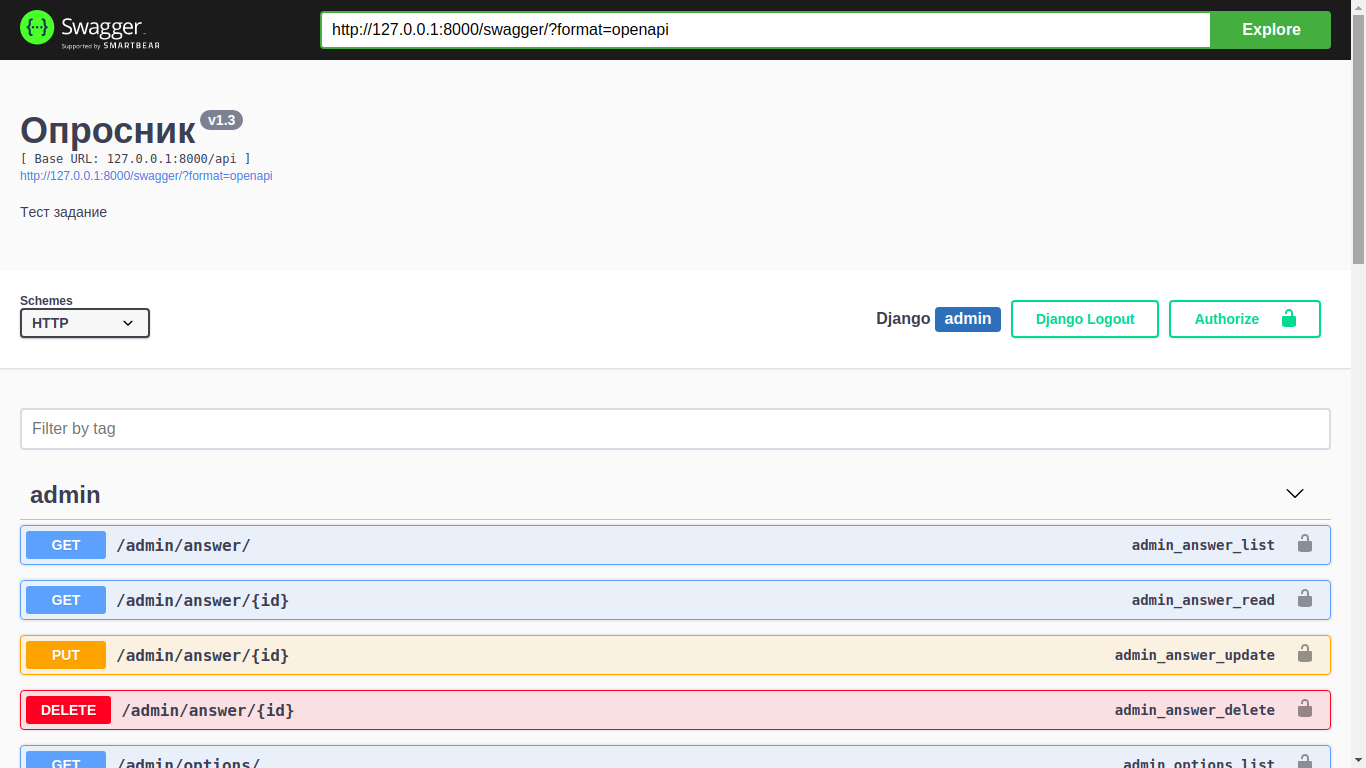 Swagger
Supported by SMARTBEAR
http://127.0.0.1:8000/swagger/?format=openapi
Explore
Опросник v1.3
[ Base URL: 127.0.0.1:8000/api ]
http://127.0.0.1:8000/swagger/?format=openapi
Тест задание
Schemes
HTTP
Django admin
Django Logout
Authorize
Filter by tag
admin
GET /admin/answer/ admin_answer_list
GET /admin/answer/{id} admin_answer_read
PUT /admin/answer/{id} admin_answer_update
DELETE /admin/answer/{id} admin_answer_delete
GET /admin/options/ admin_options_list